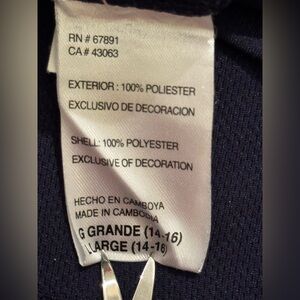 RN # 67891
CA # 43063
EXTERIOR : 100% POLIESTER
EXCLUSIVO DE DECORACION
SHELL: 100% POLYESTER
EXCLUSIVE OF DECORATION
HECHO EN CAMBOYA
MADE IN CAMBODIA
G GRANDE (14-16)
LARGE (14-16)